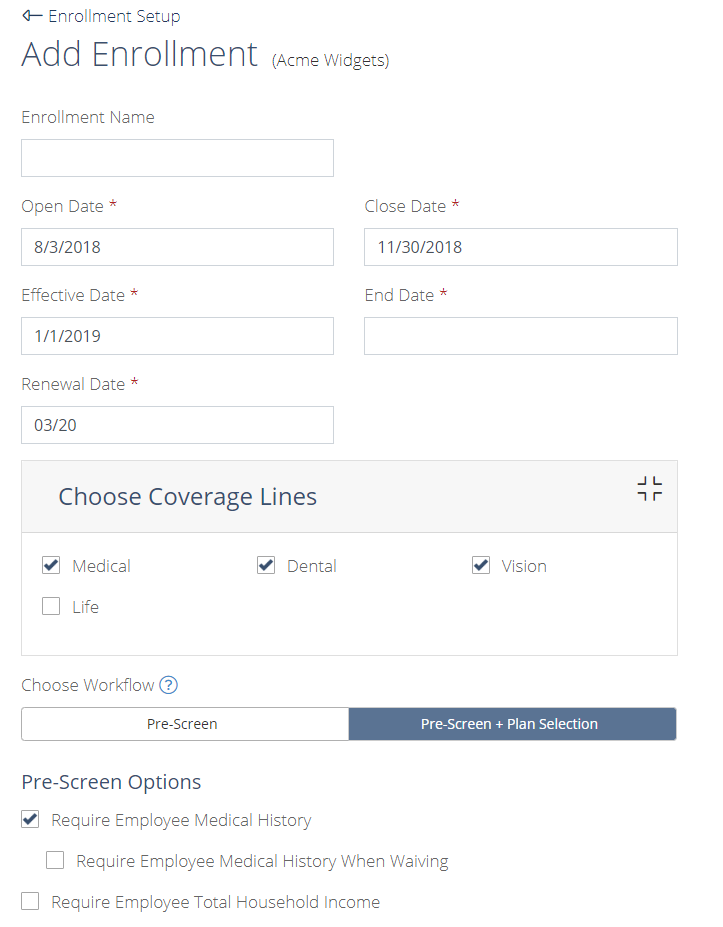 Enrollment Setup
Add Enrollment (Acme Widgets)
Enrollment Name
Open Date * Close Date *
8/3/2018 11/30/2018
Effective Date * End Date *
1/1/2019
Renewal Date *
03/20
Choose Coverage Lines
Medical Dental Vision
Life
Choose Workflow ?
Pre-Screen Pre-Screen + Plan Selection
Pre-Screen Options
Require Employee Medical History
Require Employee Medical History When Waiving
Require Employee Total Household Income